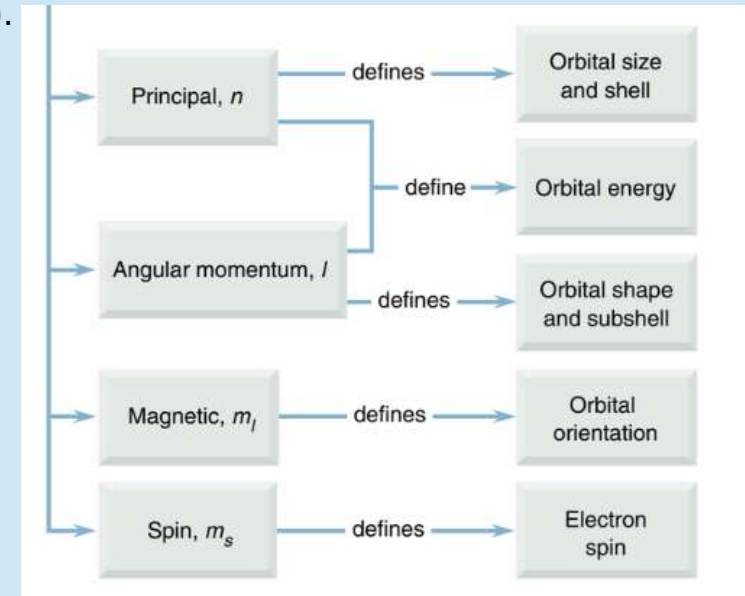 ).
Principal, n
defines
Orbital size
and shell
define
Orbital energy
Angular momentum, l
defines
Orbital shape
and subshell
Magnetic, ml
defines
Orbital
orientation
Spin, ms
defines
Electron
spin